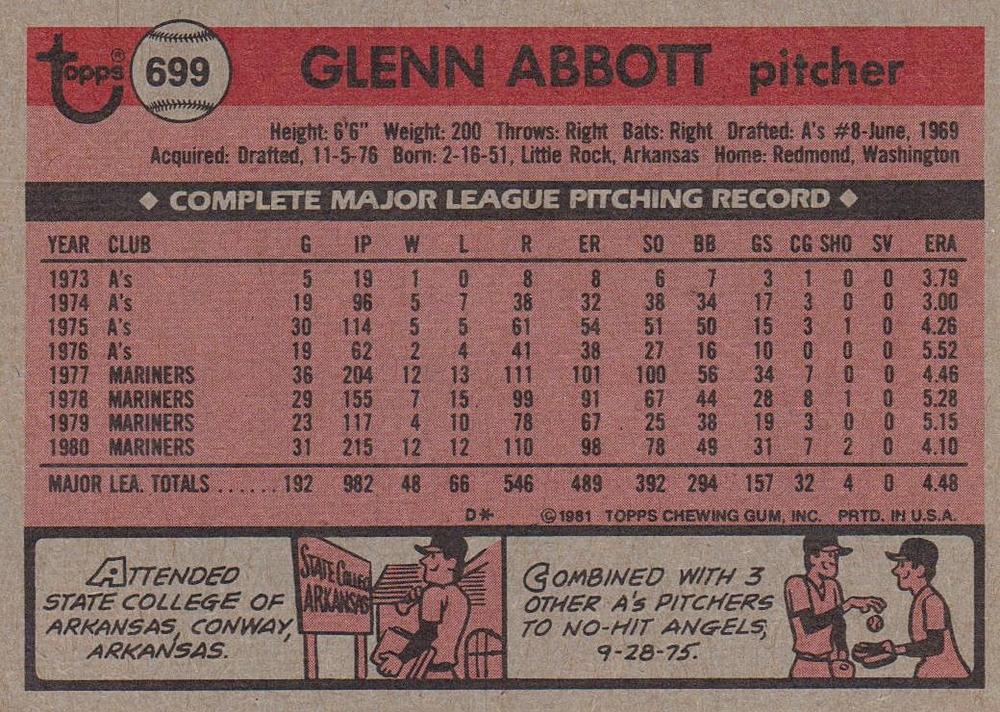 topps® 699 GLENN ABBOTT pitcher
Height: 6'6" Weight: 200 Throws: Right Bats: Right Drafted: A's #8-June, 1969
Acquired: Drafted, 11-5-76 Born: 2-16-51, Little Rock, Arkansas Home: Redmond, Washington
◆ COMPLETE MAJOR LEAGUE PITCHING RECORD ◆
YEAR CLUB G IP W L R ER SO BB GS CG SHO SV ERA
1973 A's 5 19 1 0 8 8 6 7 3 1 0 0 3.79
1974 A's 19 96 5 7 38 32 38 34 17 3 0 0 3.00
1975 A's 30 114 5 5 61 54 51 50 15 3 1 0 4.26
1976 A's 19 62 2 4 41 38 27 16 10 0 0 0 5.52
1977 MARINERS 36 204 12 13 111 101 100 56 34 7 0 0 4.46
1978 MARINERS 29 155 7 15 99 91 67 44 28 8 1 0 5.28
1979 MARINERS 23 117 4 10 78 67 25 38 19 3 0 0 5.15
1980 MARINERS 31 215 12 12 110 98 78 49 31 7 2 0 4.10
MAJOR LEA. TOTALS ...... 192 982 48 66 546 489 392 294 157 32 4 0 4.48
D* ©1981 TOPPS CHEWING GUM, INC. PRTD. IN U.S.A.
ATTENDED
STATE COLLEGE OF
ARKANSAS, CONWAY,
ARKANSAS.
STATE COLLEGE
ARKANSAS
COMBINED WITH 3
OTHER A'S PITCHERS
TO NO-HIT ANGELS,
9-28-75.